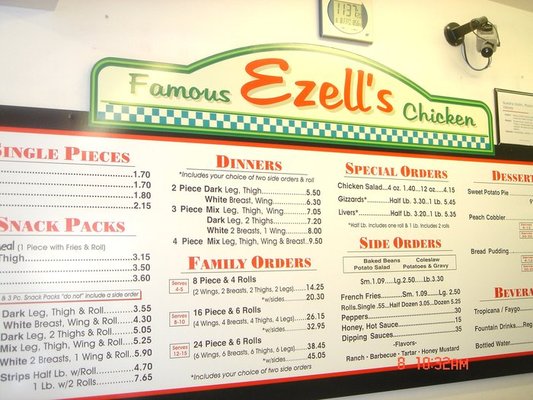 Famous Ezell's Chicken
SINGLE PIECES
1.70
1.70
1.80
2.15
SNACK PACKS
(1 Piece with Fries & Roll)
Thigh 3.15
3.50
3.60
& 3 Pc. Snack Packs "do not" include a side order
Dark Leg, Thigh & Roll 3.55
White Breast, Wing & Roll 4.30
Dark Leg, 2 Thighs & Roll 5.05
Mix Leg, Thigh, Wing & Roll 5.25
White 2 Breasts, 1 Wing & Roll 5.90
Strips Half Lb. w/Roll 4.70
1 Lb. w/2 Rolls 7.65
DINNERS
*Includes your choice of two side orders & roll
2 Piece Dark Leg, Thigh 5.50
White Breast, Wing 6.30
3 Piece Mix Leg, Thigh, Wing 7.05
Dark Leg, 2 Thighs 7.20
White 2 Breasts, 1 Wing 8.00
4 Piece Mix Leg, Thigh, Wing & Breast 9.50
FAMILY ORDERS
Serves 4-5
8 Piece & 4 Rolls
(2 Wings, 2 Breasts, 2 Thighs, 2 Legs) 14.25
*w/sides 20.30
Serves 8-10
16 Piece & 6 Rolls
(4 Wings, 4 Breasts, 4 Thighs, 4 Legs) 26.15
*w/sides 32.95
Serves 12-15
24 Piece & 6 Rolls
(6 Wings, 6 Breasts, 6 Thighs, 6 Legs) 38.45
*w/sides 45.05
*Includes your choice of two side orders
SPECIAL ORDERS
Chicken Salad 4 oz. 1.40 12 oz. 4.15
Gizzards* Half Lb. 3.30 1 Lb. 5.45
Livers* Half Lb. 3.20 1 Lb. 5.35
*Half Lb. includes one roll & 1 Lb. Includes 2 rolls
SIDE ORDERS
Baked Beans Coleslaw
Potato Salad Potatoes & Gravy
Sm. 1.09 Lg. 2.50 Lb. 3.30
French Fries Sm. 1.09 Lg. 2.50
Rolls Single .55 Half Dozen 3.05 Dozen 5.25
Peppers .30
Honey, Hot Sauce .15
Dipping Sauces .35
-Flavors-
Ranch - Barbecue - Tartar - Honey Mustard
DESSERT
Sweet Potato Pie
Peach Cobbler
Bread Pudding
BEVERA
Tropicana / Faygo
Fountain Drinks Reg
Bottled Water
8 10:32AM